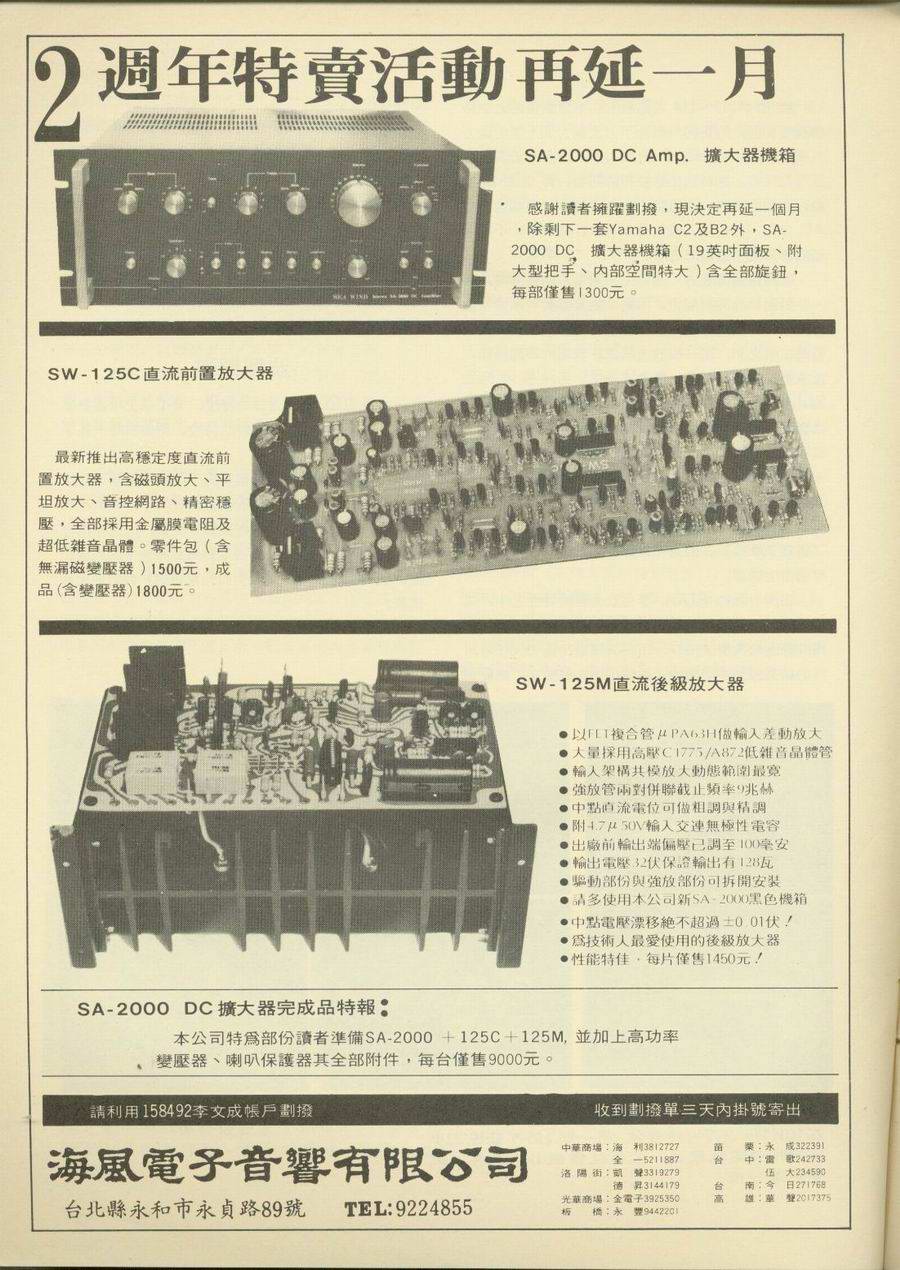 2週年特賣活動再延一月
SA-2000 DC Amp. 擴大器機箱
感謝讀者擁躍劃撥，現決定再延一個月
，除剩下一套Yamaha C2及B2外，SA-
2000 DC 擴大器機箱（19英吋面板、附
大型把手、内部空間特大）含全部旋鈕，
每部僅售1300元。
SW-125C直流前置放大器
最新推出高穩定度直流前
置放大器，含磁頭放大、平
坦放大、音控網路、精密穩
壓，全部採用金屬膜電阻及
超低雜音晶體。零件包（含
無漏磁變壓器）1500元，成
品(含變壓器)1800元。
SW-125M直流後級放大器
●以FET複合管μPA63H做輸入差動放大
●大量採用高壓C1775/A872低雜音晶體管
●輸入架構共模放大動態範圍最寬
●強放管兩對併聯截止頻率9兆赫
●中點直流電位可做粗調與精調
●附4.7μ 50V輸入交連無極性電容
●出廠前輸出端偏壓已調至100毫安
●輸出電壓32伏保證輸出有128瓦
●驅動部份與強放部份可拆開安裝
●請多使用本公司新SA-2000黑色機箱
●中點電壓漂移絶不超過±0.01伏！
●爲技術人最愛使用的後級放大器
●性能特佳．每片僅售1450元！
SA-2000 DC擴大器完成品特報：
本公司特爲部份讀者準備SA-2000＋125C＋125M, 並加上高功率
變壓器、喇叭保護器其全部附件，每台僅售9000元。
請利用158492李文成帳戶劃撥
收到劃撥單三天內掛號寄出
海風電子音響有限公司
台北縣永和市永貞路89號 TEL:9224855
中華商場：海 利3812727
全 一5211887
洛陽街：凱 聲3319279
德 昇3144179
光華商場：金電子3925350
板 橋：永 豐9442201
苗 栗：永 成322391
台 中：雷 歌242733
伍 大234590
台 南：今 日271768
高 雄：華 聲2017375